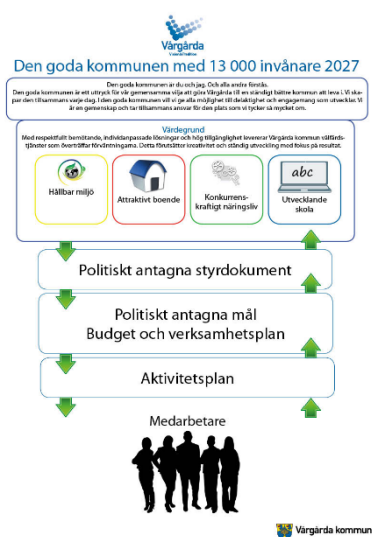 Vårgårda
Den goda kommunen med 13 000 invånare 2027
Den goda kommunen är du och jag. Och alla andra förstås.
Den goda kommunen är ett uttryck för vår gemensamma vilja att göra Vårgårda till en ständigt bättre kommun att leva i. Vi ska-
par den tillsammans varje dag. I den goda kommunen vill vi ge alla möjlighet till delaktighet och engagemang som utvecklar. Vi
är en gemenskap och tar tillsammans ansvar för den plats som vi tycker så mycket om.
Värdegrund
Med respektfullt bemötande, individanpassade lösningar och hög tillgänglighet levererar Vårgårda kommun välfärds-
tjänster som överträffar förväntningarna. Detta förutsätter kreativitet och ständig utveckling med fokus på resultat.
Hållbar miljö
Attraktivt boende
Konkurrens-
kraftigt näringsliv
abc
Utvecklande
skola
Politiskt antagna styrdokument
Politiskt antagna mål
Budget och verksamhetsplan
Aktivitetsplan
Medarbetare
Vårgårda kommun